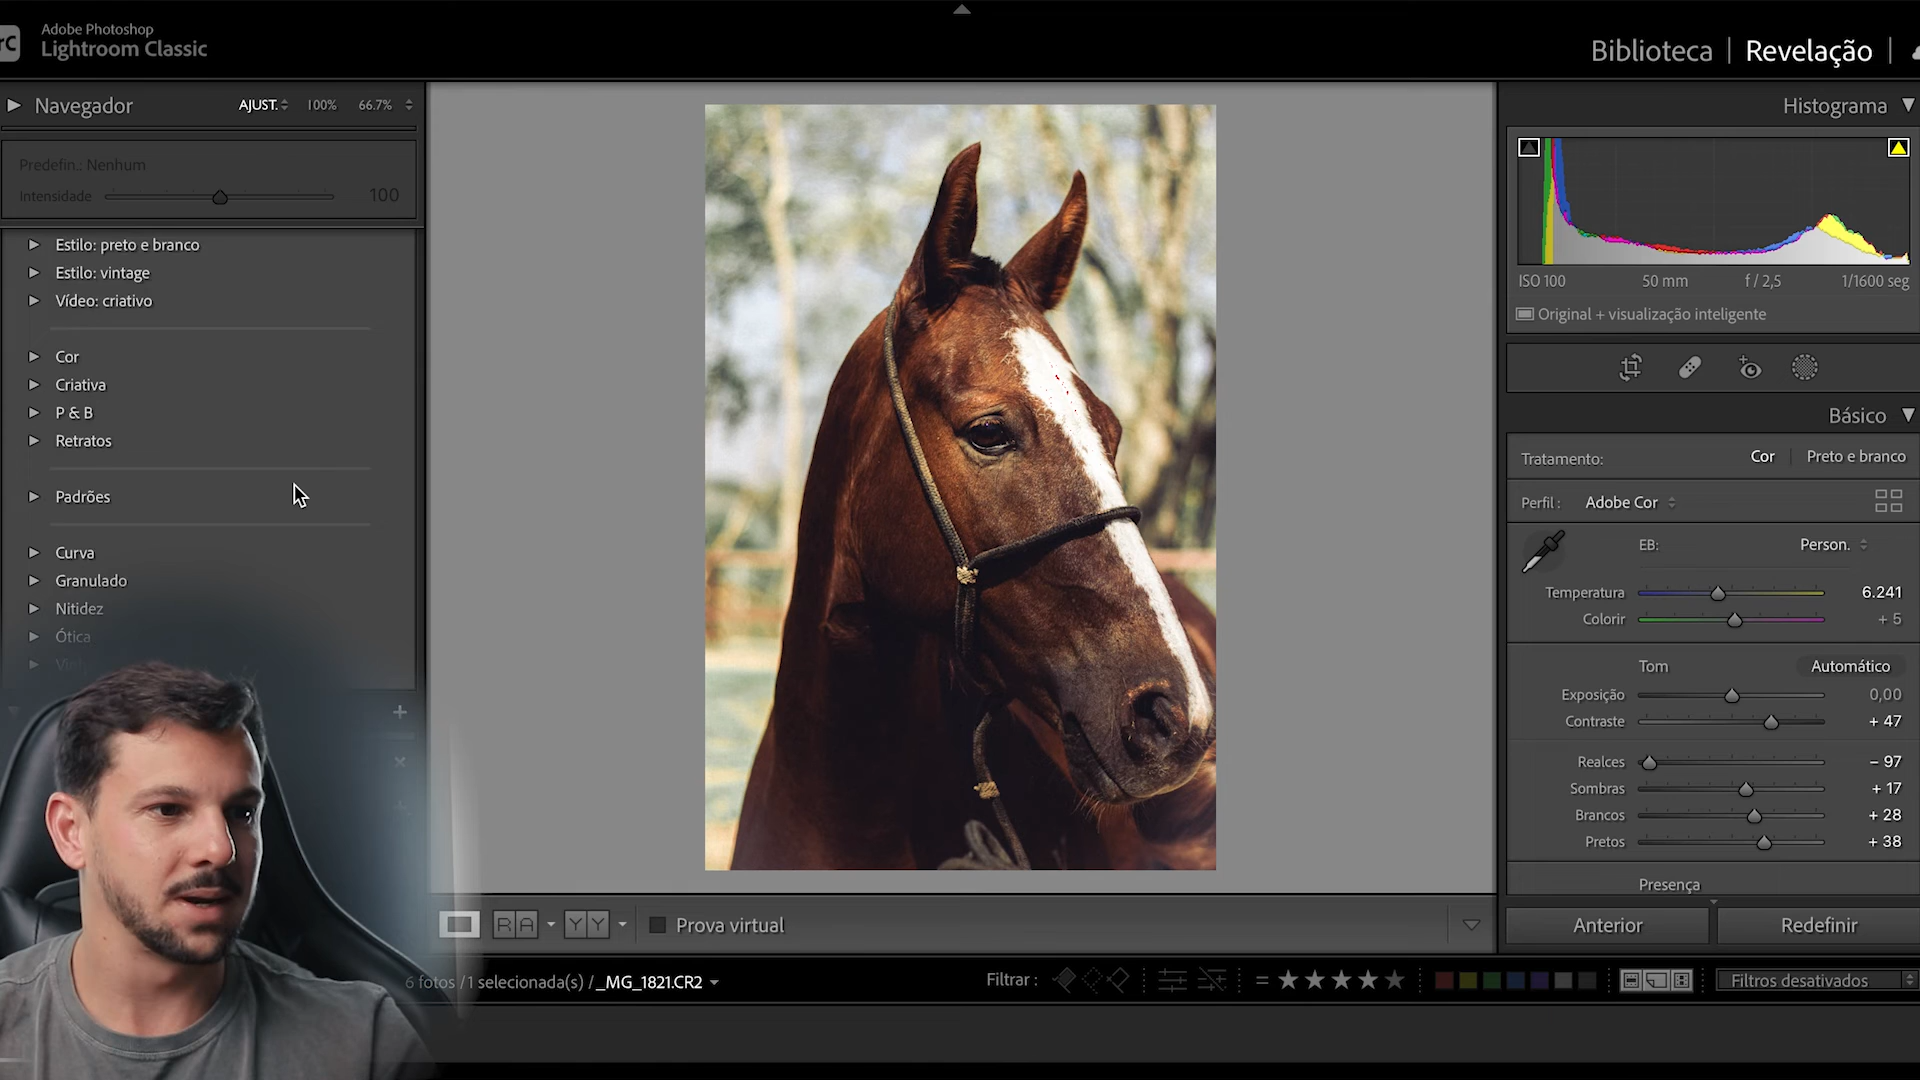 Adobe Photoshop
Lightroom Classic
Biblioteca | Revelação |
Navegador AJUST. 100% 66.7%
Predefin.: Nenhum
Intensidade 100
Estilo: preto e branco
Estilo: vintage
Vídeo: criativo
Cor
Criativa
P & B
Retratos
Padrões
Curva
Granulado
Nitidez
Ótica
Histograma
ISO 100 50 mm f / 2,5 1/1600 seg
Original + visualização inteligente
Básico
Tratamento: Cor Preto e branco
Perfil : Adobe Cor
EB: Person.
Temperatura 6.241
Colorir + 5
Tom Automático
Exposição 0,00
Contraste + 47
Realces – 97
Sombras + 17
Brancos + 28
Pretos + 38
Presença
Anterior Redefinir
R A Y Y Prova virtual
6 fotos /1 selecionada(s) /_MG_1821.CR2
Filtrar : = Filtros desativados